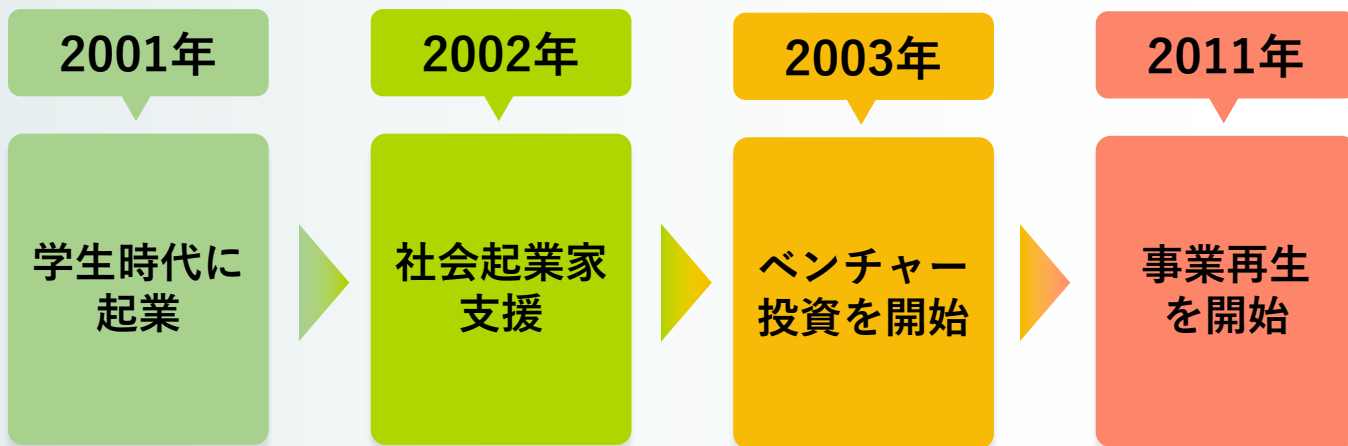 2001年
学生時代に
起業
2002年
社会起業家
支援
2003年
ベンチャー
投資を開始
2011年
事業再生
を開始